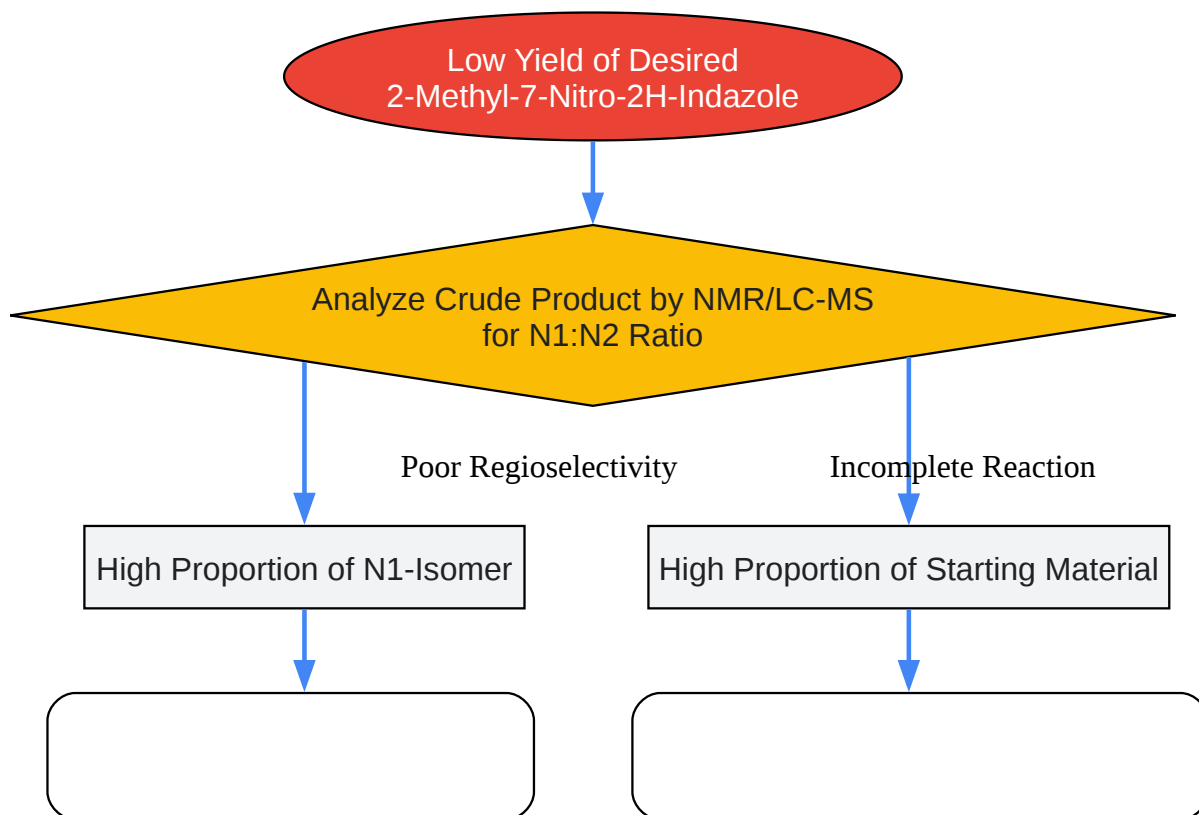 Low Yield of Desired
2-Methyl-7-Nitro-2H-Indazole
Analyze Crude Product by NMR/LC-MS
for N1:N2 Ratio
Poor Regioselectivity
Incomplete Reaction
High Proportion of N1-Isomer
High Proportion of Starting Material